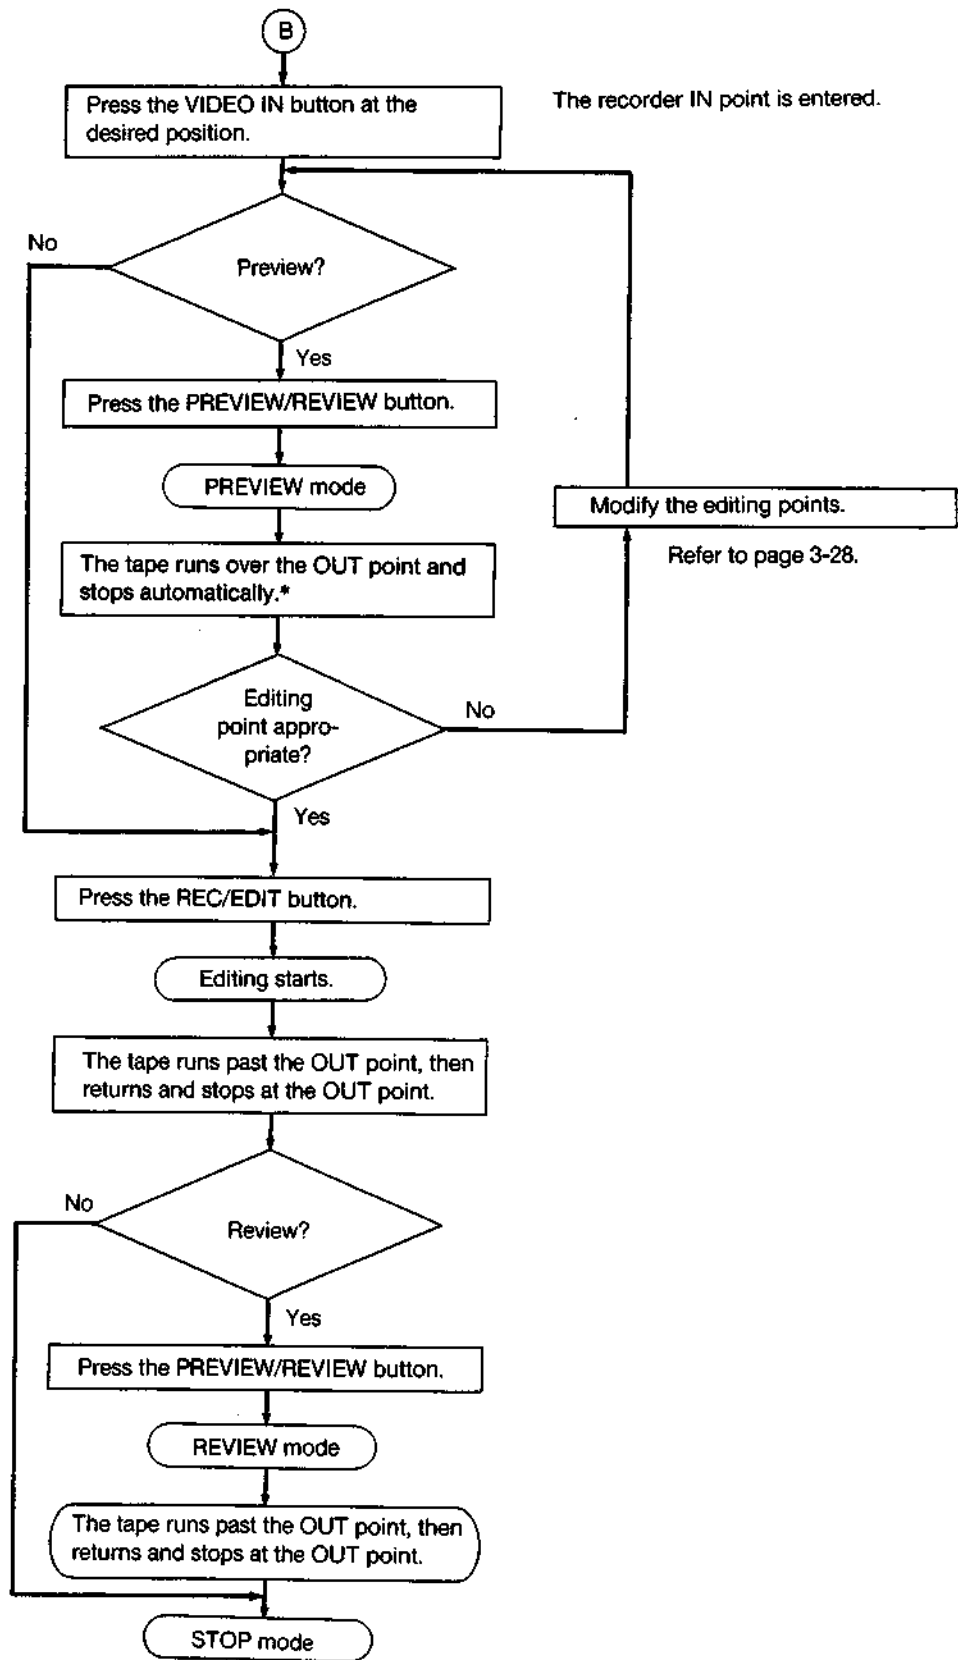 B
Press the VIDEO IN button at the
desired position.
The recorder IN point is entered.
No
Preview?
Yes
Press the PREVIEW/REVIEW button.
PREVIEW mode
Modify the editing points.
Refer to page 3-28.
The tape runs over the OUT point and
stops automatically.*
Editing
point appro-
priate?
No
Yes
Press the REC/EDIT button.
Editing starts.
The tape runs past the OUT point, then
returns and stops at the OUT point.
No
Review?
Yes
Press the PREVIEW/REVIEW button.
REVIEW mode
The tape runs past the OUT point, then
returns and stops at the OUT point.
STOP mode